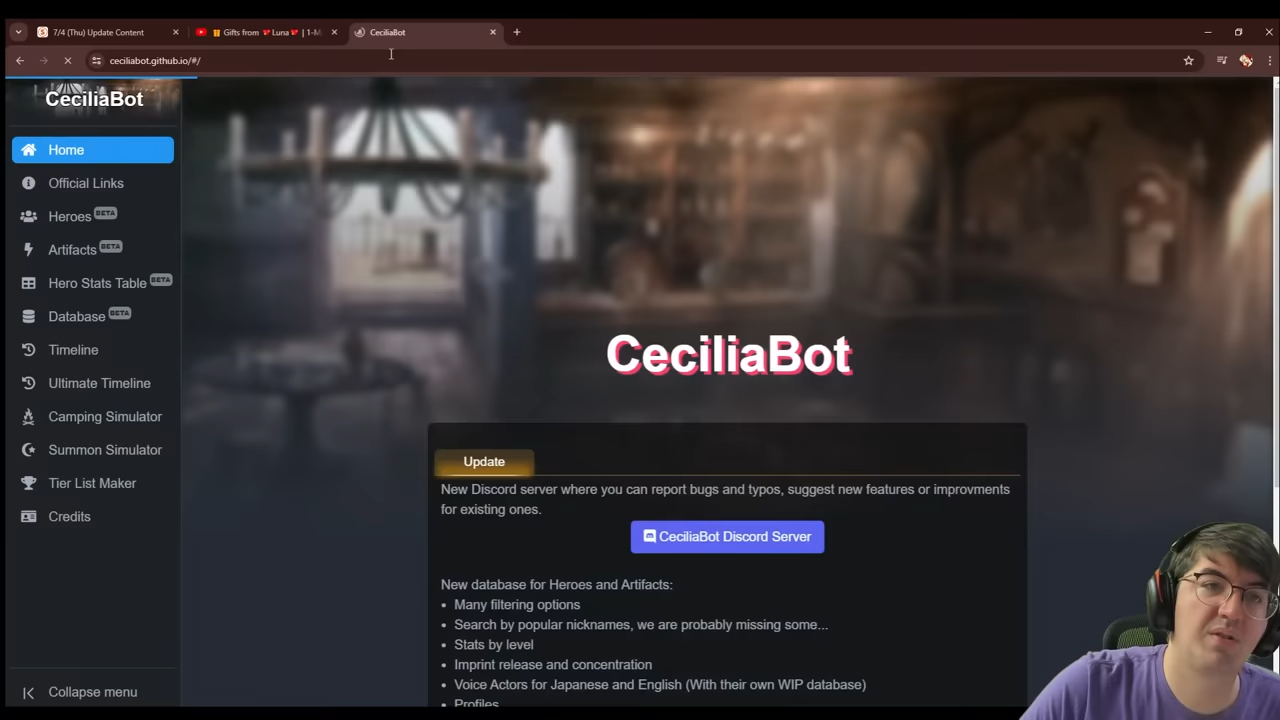 7/4 (Thu) Update Content
Gifts from Luna | 1-M
CeciliaBot
ceciliabot.github.io/#/
CeciliaBot
Home
Official Links
Heroes BETA
Artifacts BETA
Hero Stats Table BETA
Database BETA
Timeline
Ultimate Timeline
Camping Simulator
Summon Simulator
Tier List Maker
Credits
Collapse menu
CeciliaBot
Update
New Discord server where you can report bugs and typos, suggest new features or improvments
for existing ones.
CeciliaBot Discord Server
New database for Heroes and Artifacts:
• Many filtering options
• Search by popular nicknames, we are probably missing some...
• Stats by level
• Imprint release and concentration
• Voice Actors for Japanese and English (With their own WIP database)
• Profiles